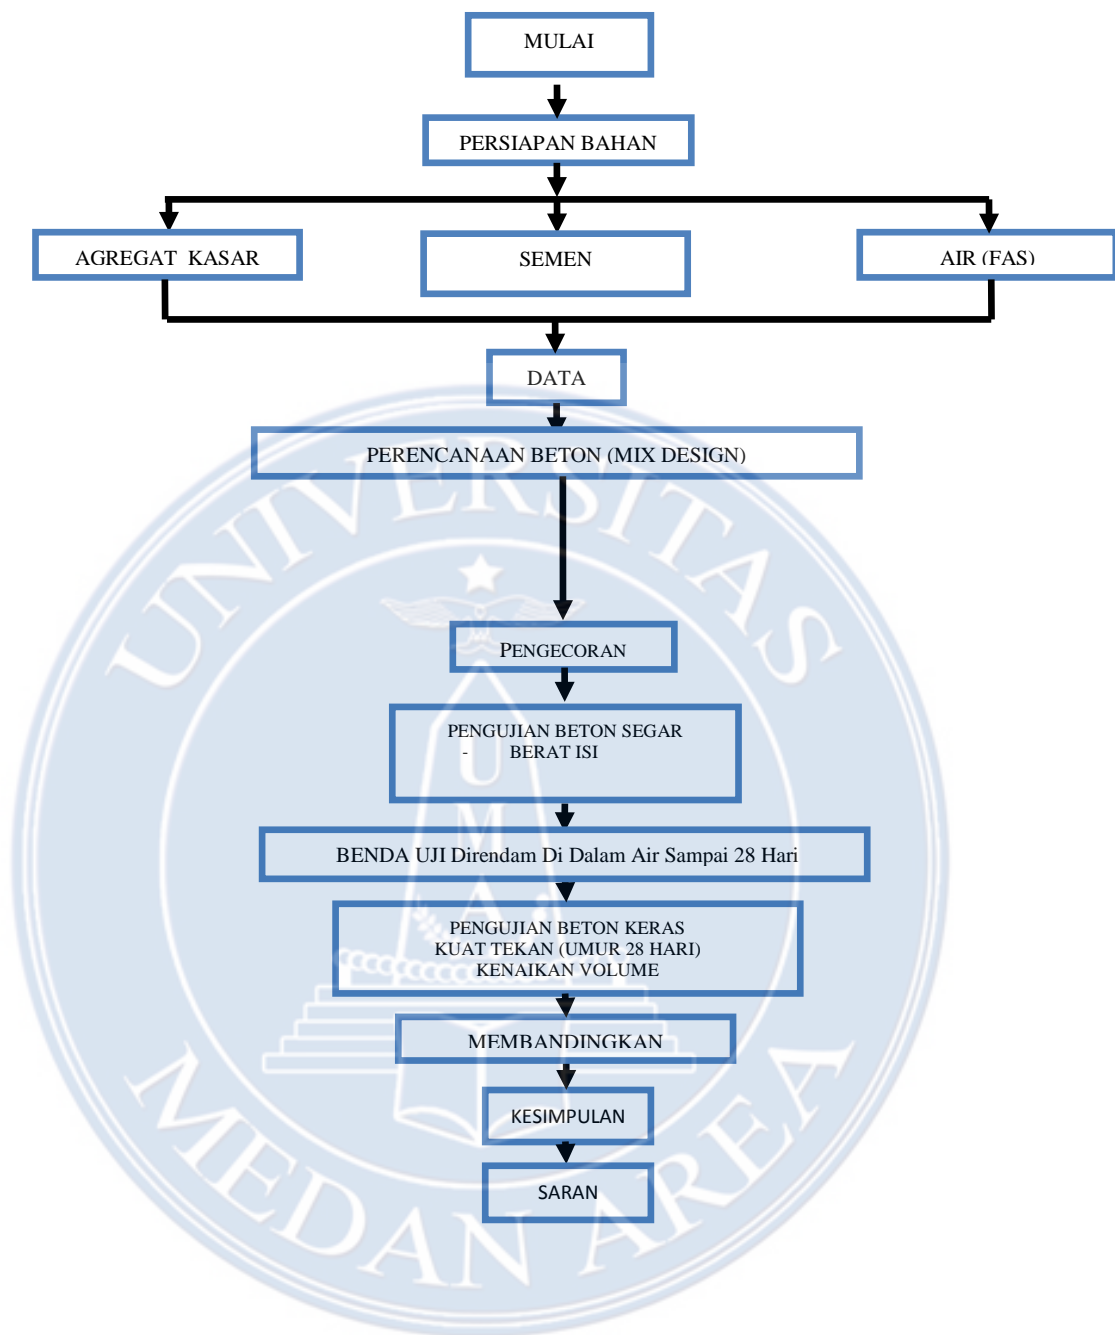 MULAI
PERSIAPAN BAHAN
AGREGAT KASAR
SEMEN
AIR (FAS)
DATA
PERENCANAAN BETON (MIX DESIGN)
PENGECORAN
PENGUJIAN BETON SEGAR
- BERAT ISI
BENDA UJI Direndam Di Dalam Air Sampai 28 Hari
PENGUJIAN BETON KERAS
KUAT TEKAN (UMUR 28 HARI)
KENAIKAN VOLUME
MEMBANDINGKAN
KESIMPULAN
SARAN
UNIVERSITAS
UMA
MEDAN AREA